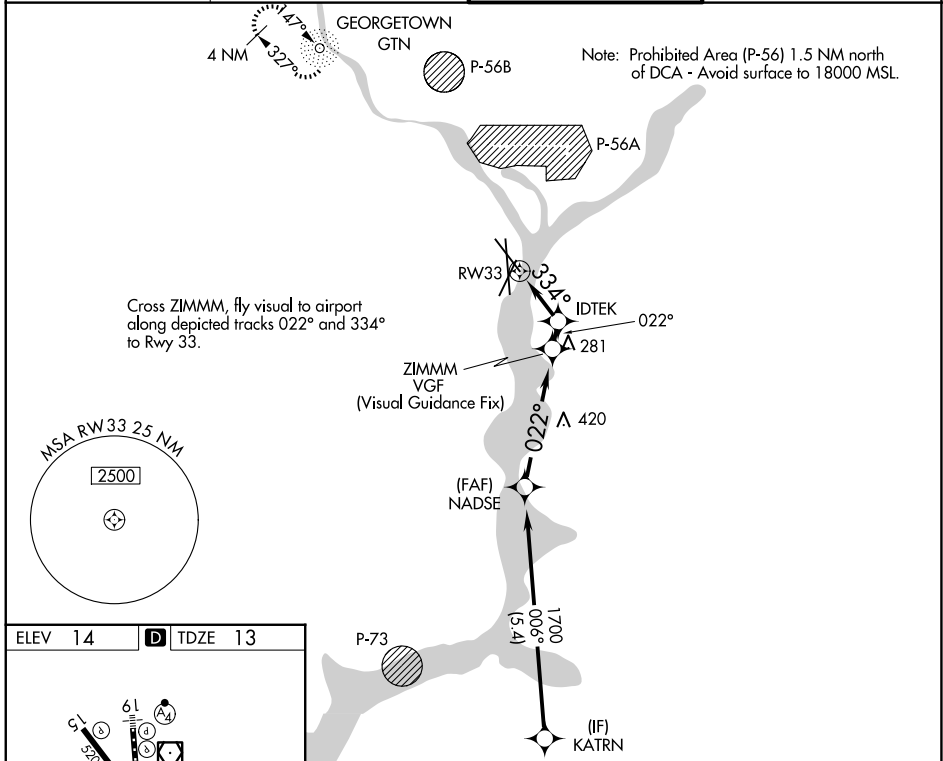 147°
GEORGETOWN
GTN
4 NM
327°
P-56B
Note: Prohibited Area (P-56) 1.5 NM north
of DCA - Avoid surface to 18000 MSL.
P-56A
RW33
334°
IDTEK
022°
Cross ZIMMM, fly visual to airport
along depicted tracks 022° and 334°
to Rwy 33.
281
ZIMMM
VGF
(Visual Guidance Fix)
022°
420
MSA RW33 25 NM
2500
(FAF)
NADSE
1700
006°
(5.4)
ELEV 14
D
TDZE 13
P-73
(IF)
KATRN
15
19
A4
P
P
P
520